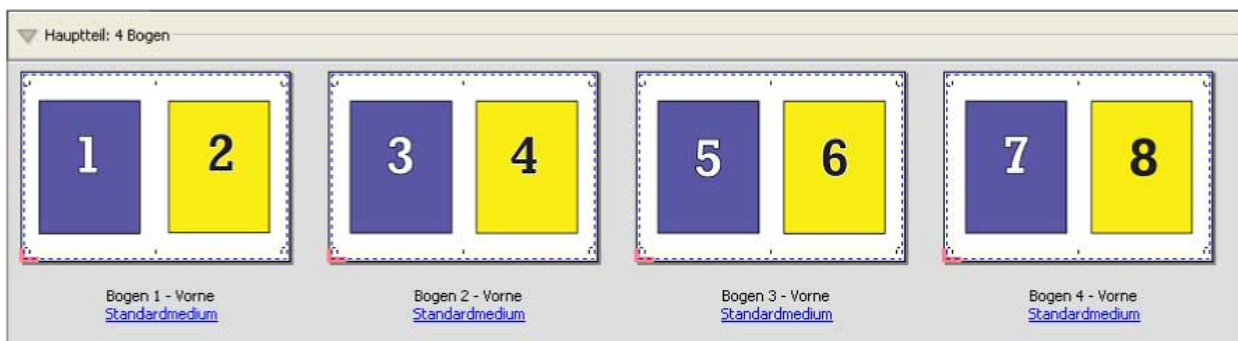 Hauptteil: 4 Bogen
1 2 3 4 5 6 7 8
Bogen 1 - Vorne Bogen 2 - Vorne Bogen 3 - Vorne Bogen 4 - Vorne
Standardmedium Standardmedium Standardmedium Standardmedium